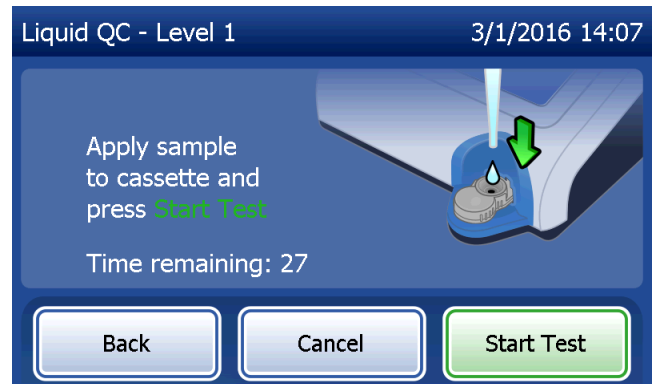 Liquid QC - Level 1
3/1/2016 14:07
Apply sample
to cassette and
press Start Test
Time remaining: 27
Back
Cancel
Start Test